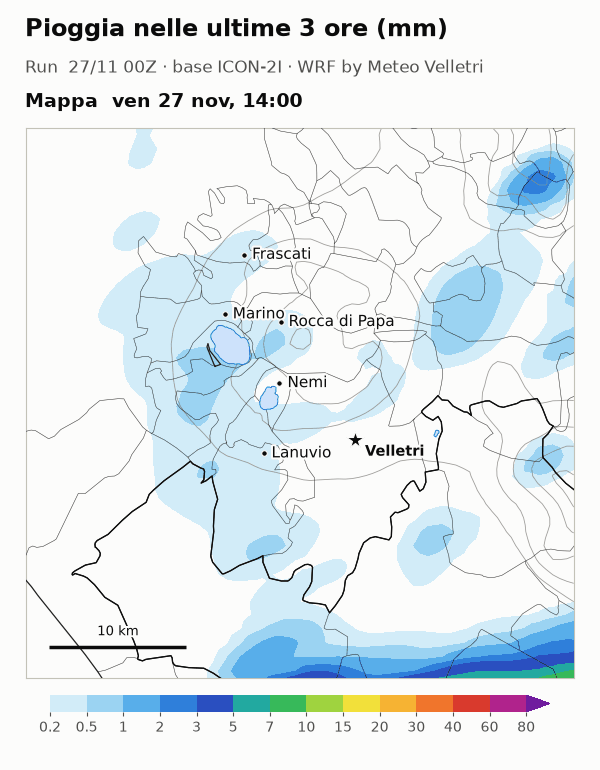 Pioggia nelle ultime 3 ore (mm)
Run  27/11 00Z · base ICON-2I · WRF by Meteo Velletri
Mappa  ven 27 nov, 14:00
Frascati
Marino
Rocca di Papa
Nemi
Velletri
Lanuvio
10 km
0.2 0.5 1 2 3 5 7 10 15 20 30 40 60 80